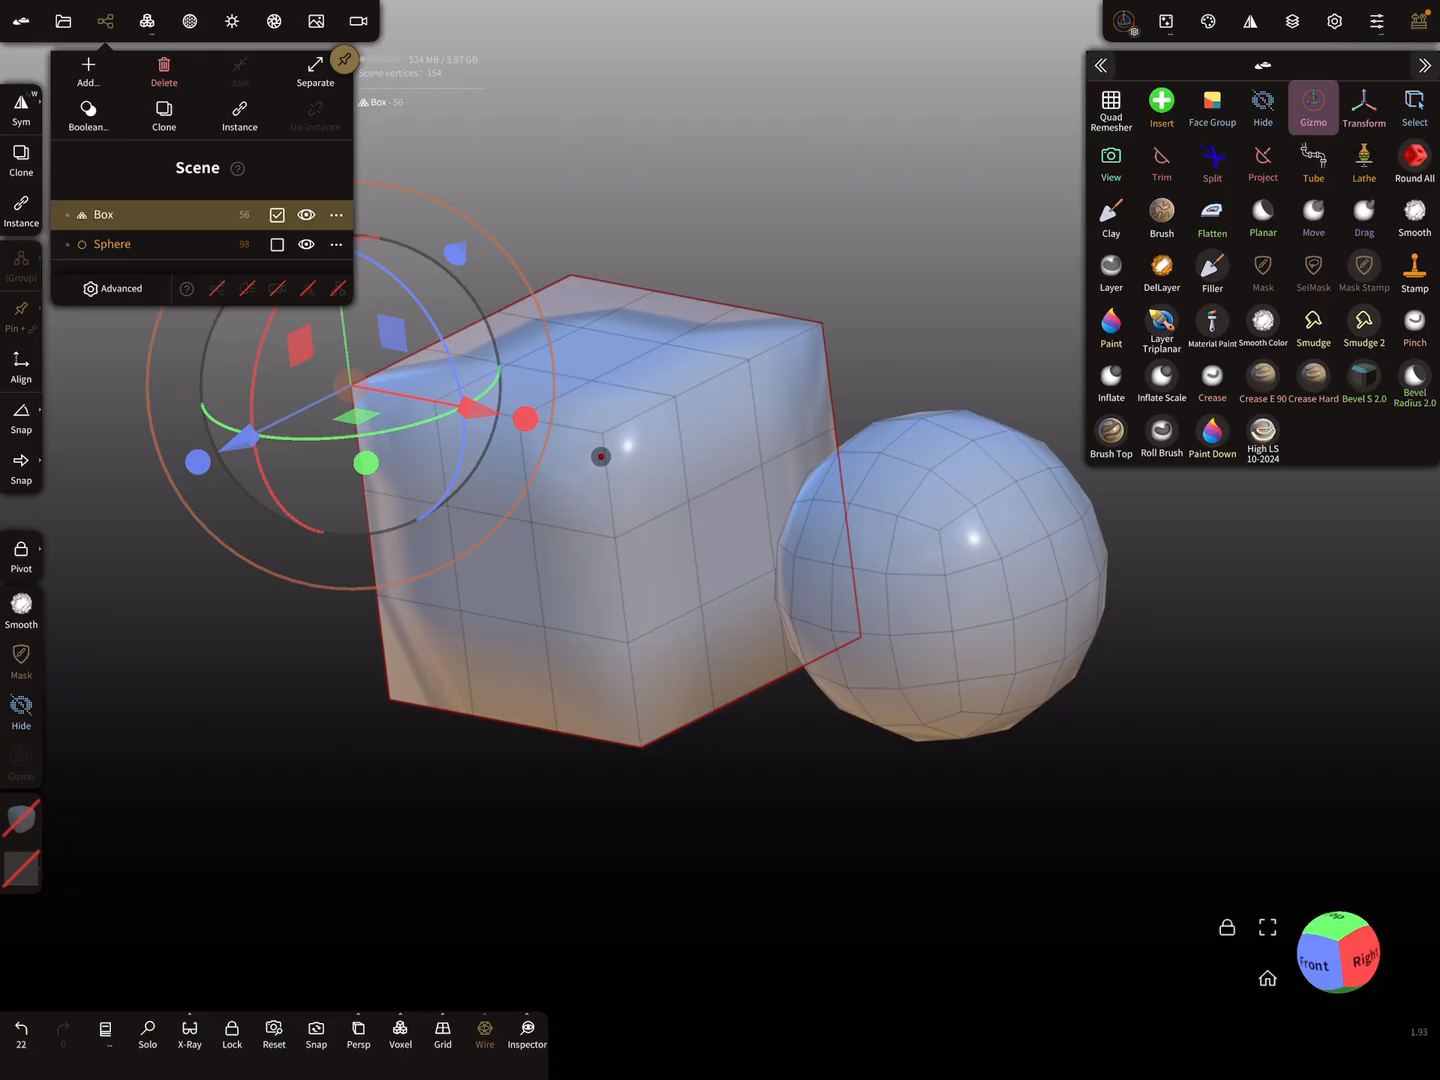 524 MB / 3.97 GB
Scene vertices: 154
Box - 56
Add...
Delete
Join
Separate
Boolean...
Clone
Instance
Un-instance
Scene
Box 56
Sphere 98
Advanced
W
Sym
Clone
Instance
(Group)
Pin +
Align
Snap
Snap
Pivot
Smooth
Mask
Hide
Gizmo
Quad Remesher
Insert
Face Group
Hide
Gizmo
Transform
Select
View
Trim
Split
Project
Tube
Lathe
Round All
Clay
Brush
Flatten
Planar
Move
Drag
Smooth
Layer
DelLayer
Filler
Mask
SelMask
Mask Stamp
Stamp
Paint
Layer Triplanar
Material Paint
Smooth Color
Smudge
Smudge 2
Pinch
Inflate
Inflate Scale
Crease
Crease E 90
Crease Hard
Bevel S 2.0
Bevel Radius 2.0
Brush Top
Roll Brush
Paint Down
High LS 10-2024
Front
Right
22
0
...
Solo
X-Ray
Lock
Reset
Snap
Persp
Voxel
Grid
Wire
Inspector
1.93